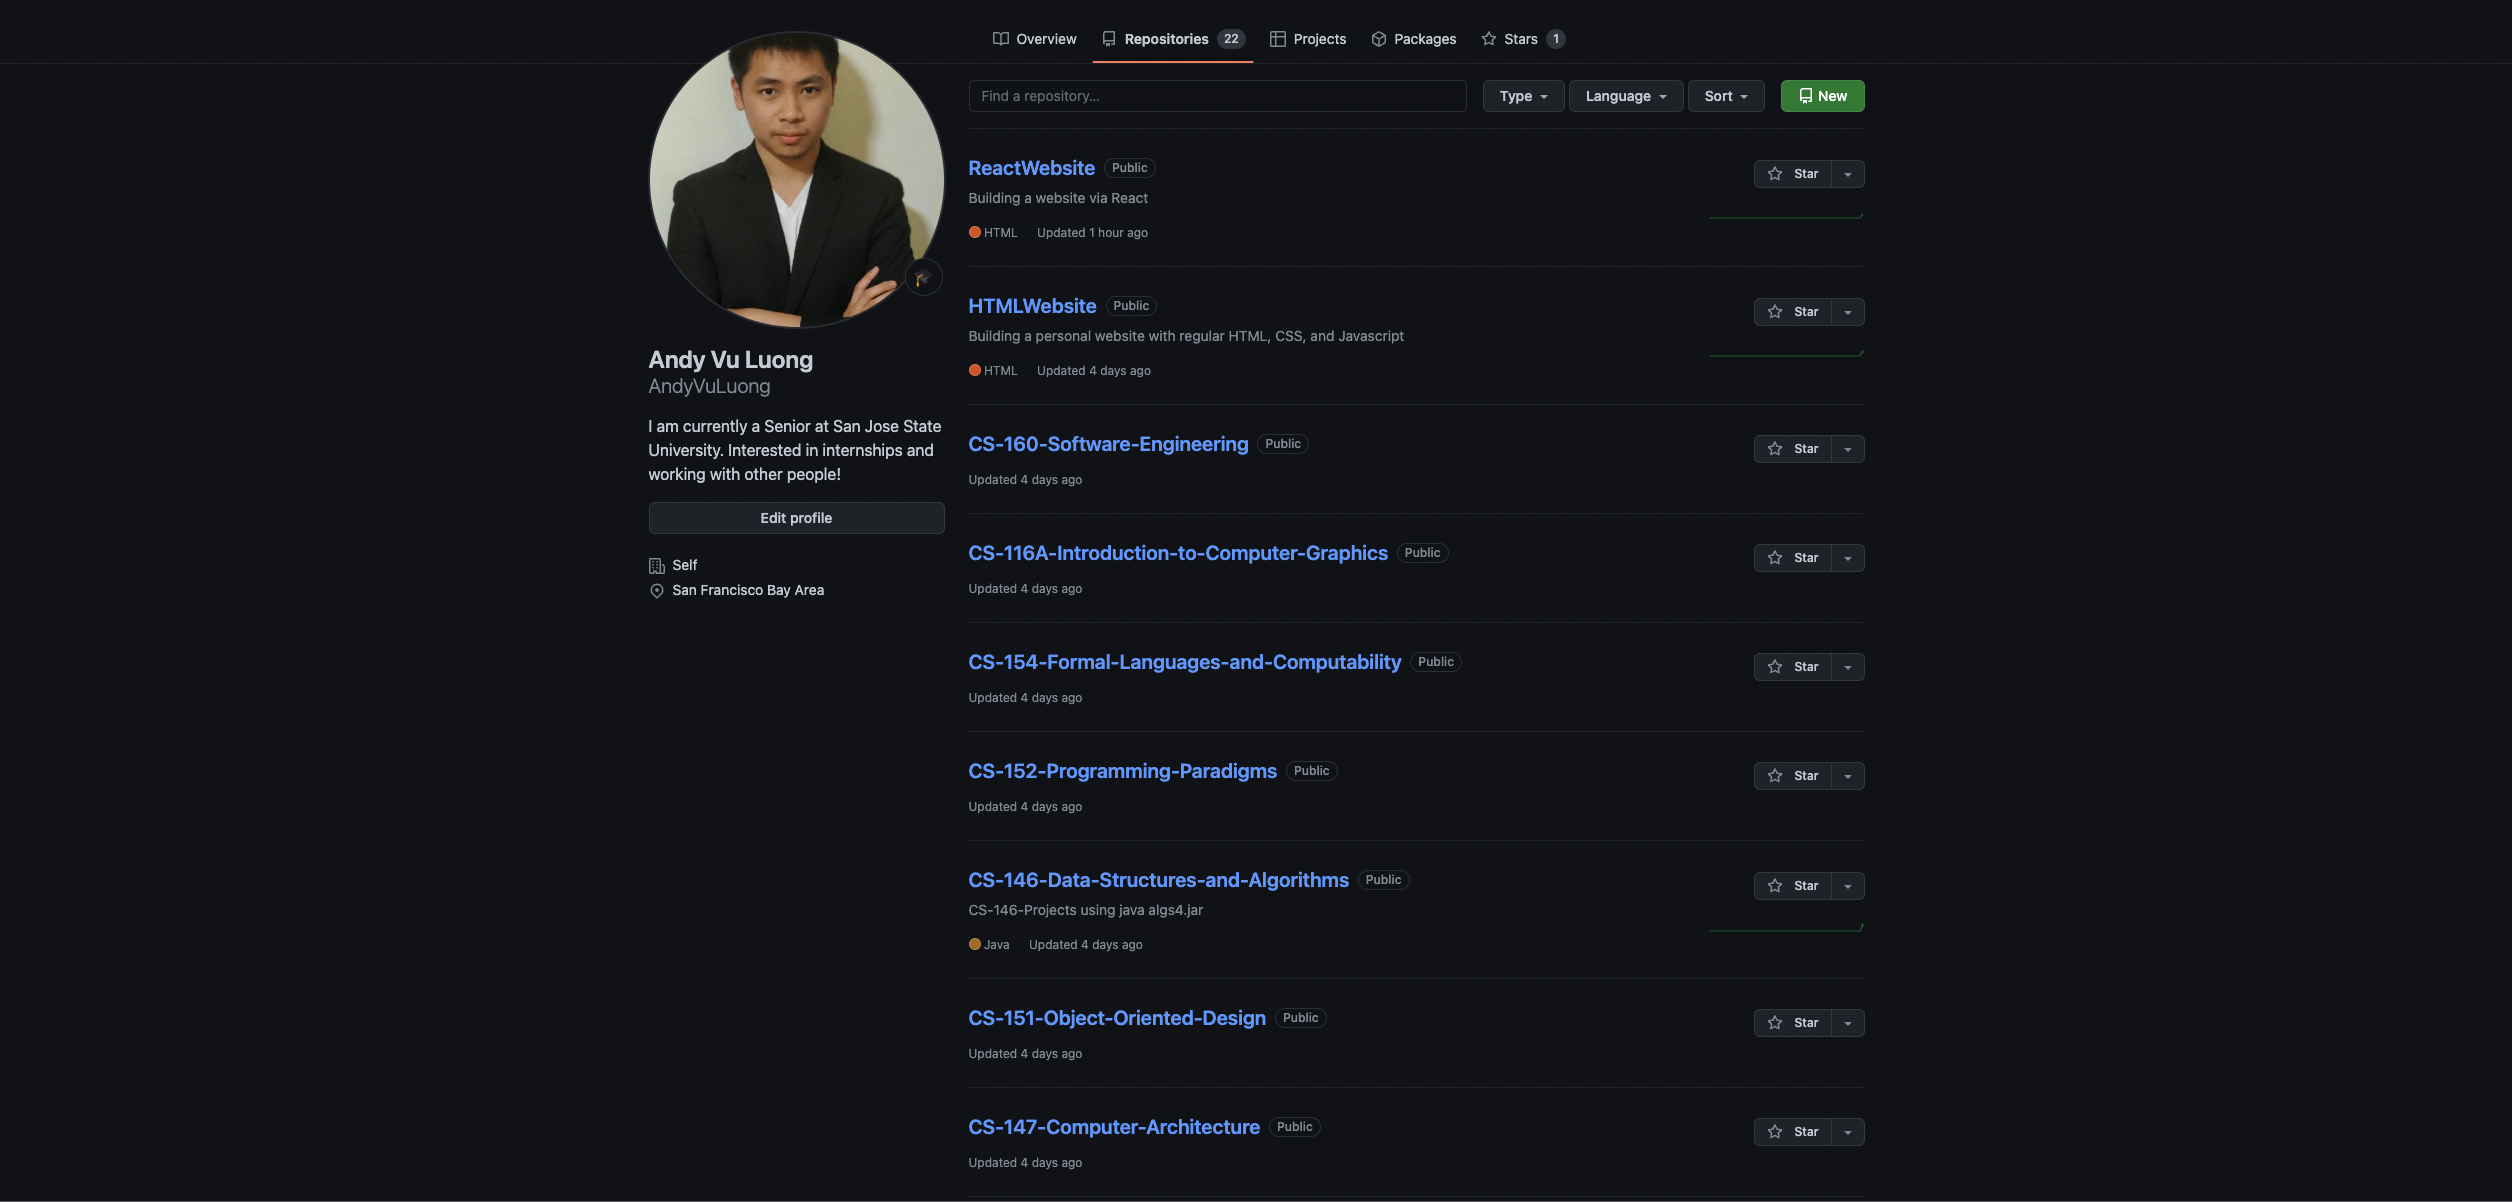 Overview
Repositories 22
Projects
Packages
Stars 1
Andy Vu Luong
AndyVuLuong
I am currently a Senior at San Jose State
University. Interested in internships and
working with other people!
Edit profile
Self
San Francisco Bay Area
Find a repository...
Type
Language
Sort
New
ReactWebsite Public
Star
Building a website via React
HTML Updated 1 hour ago
HTMLWebsite Public
Star
Building a personal website with regular HTML, CSS, and Javascript
HTML Updated 4 days ago
CS-160-Software-Engineering Public
Star
Updated 4 days ago
CS-116A-Introduction-to-Computer-Graphics Public
Star
Updated 4 days ago
CS-154-Formal-Languages-and-Computability Public
Star
Updated 4 days ago
CS-152-Programming-Paradigms Public
Star
Updated 4 days ago
CS-146-Data-Structures-and-Algorithms Public
Star
CS-146-Projects using java algs4.jar
Java Updated 4 days ago
CS-151-Object-Oriented-Design Public
Star
Updated 4 days ago
CS-147-Computer-Architecture Public
Star
Updated 4 days ago